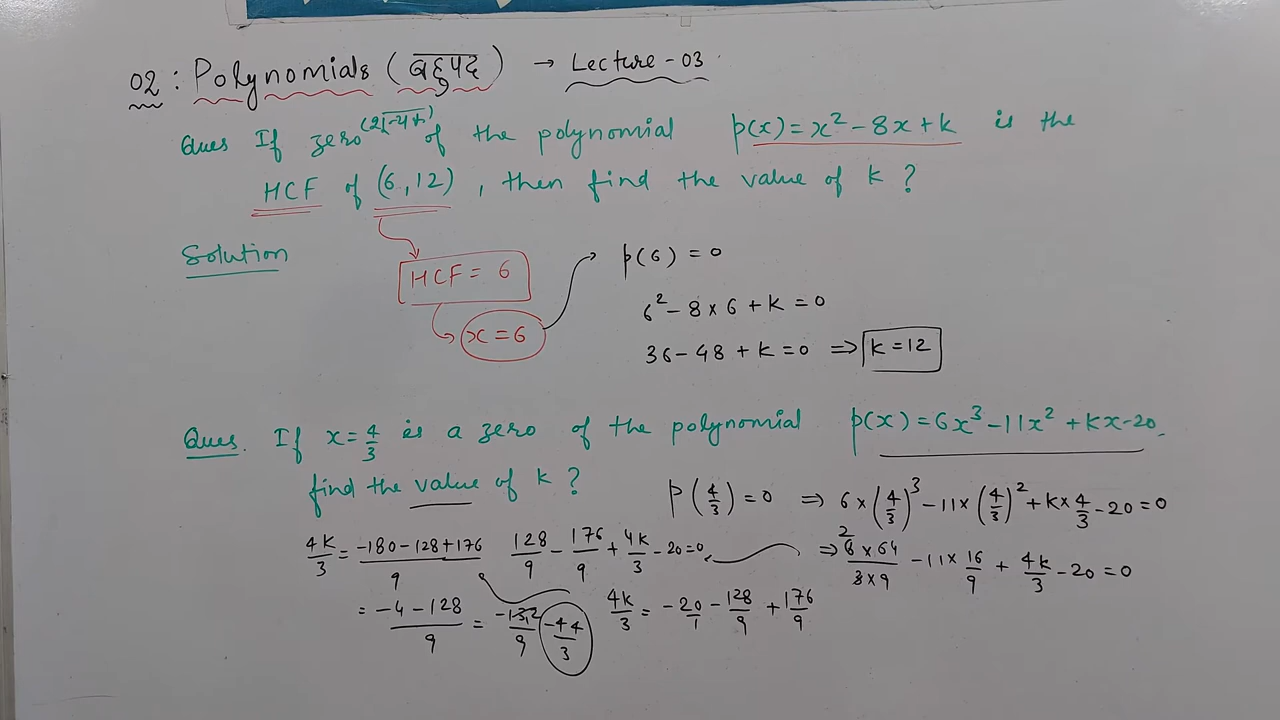 02 : Polynomials (बहुपद) → Lecture - 03
Ques If zero of the polynomial p(x) = x² - 8x + k is the
HCF of (6, 12), then find the value of k ?
Solution
HCF = 6
x = 6
p(6) = 0
6² - 8 × 6 + k = 0
36 - 48 + k = 0 ⇒ k = 12
Ques. If x = 4/3 is a zero of the polynomial p(x) = 6x³ - 11x² + kx - 20.
find the value of k ?
p(4/3) = 0 ⇒ 6 × (4/3)³ - 11 × (4/3)² + k × 4/3 - 20 = 0
⇒ 2 6 × 64 / 3 × 9 - 11 × 16/9 + 4k/3 - 20 = 0
128/9 - 176/9 + 4k/3 - 20 = 0
4k/3 = - 20/1 - 128/9 + 176/9
4k/3 = -180 - 128 + 176 / 9
= -4 - 128 / 9 = -132/9 -44/3